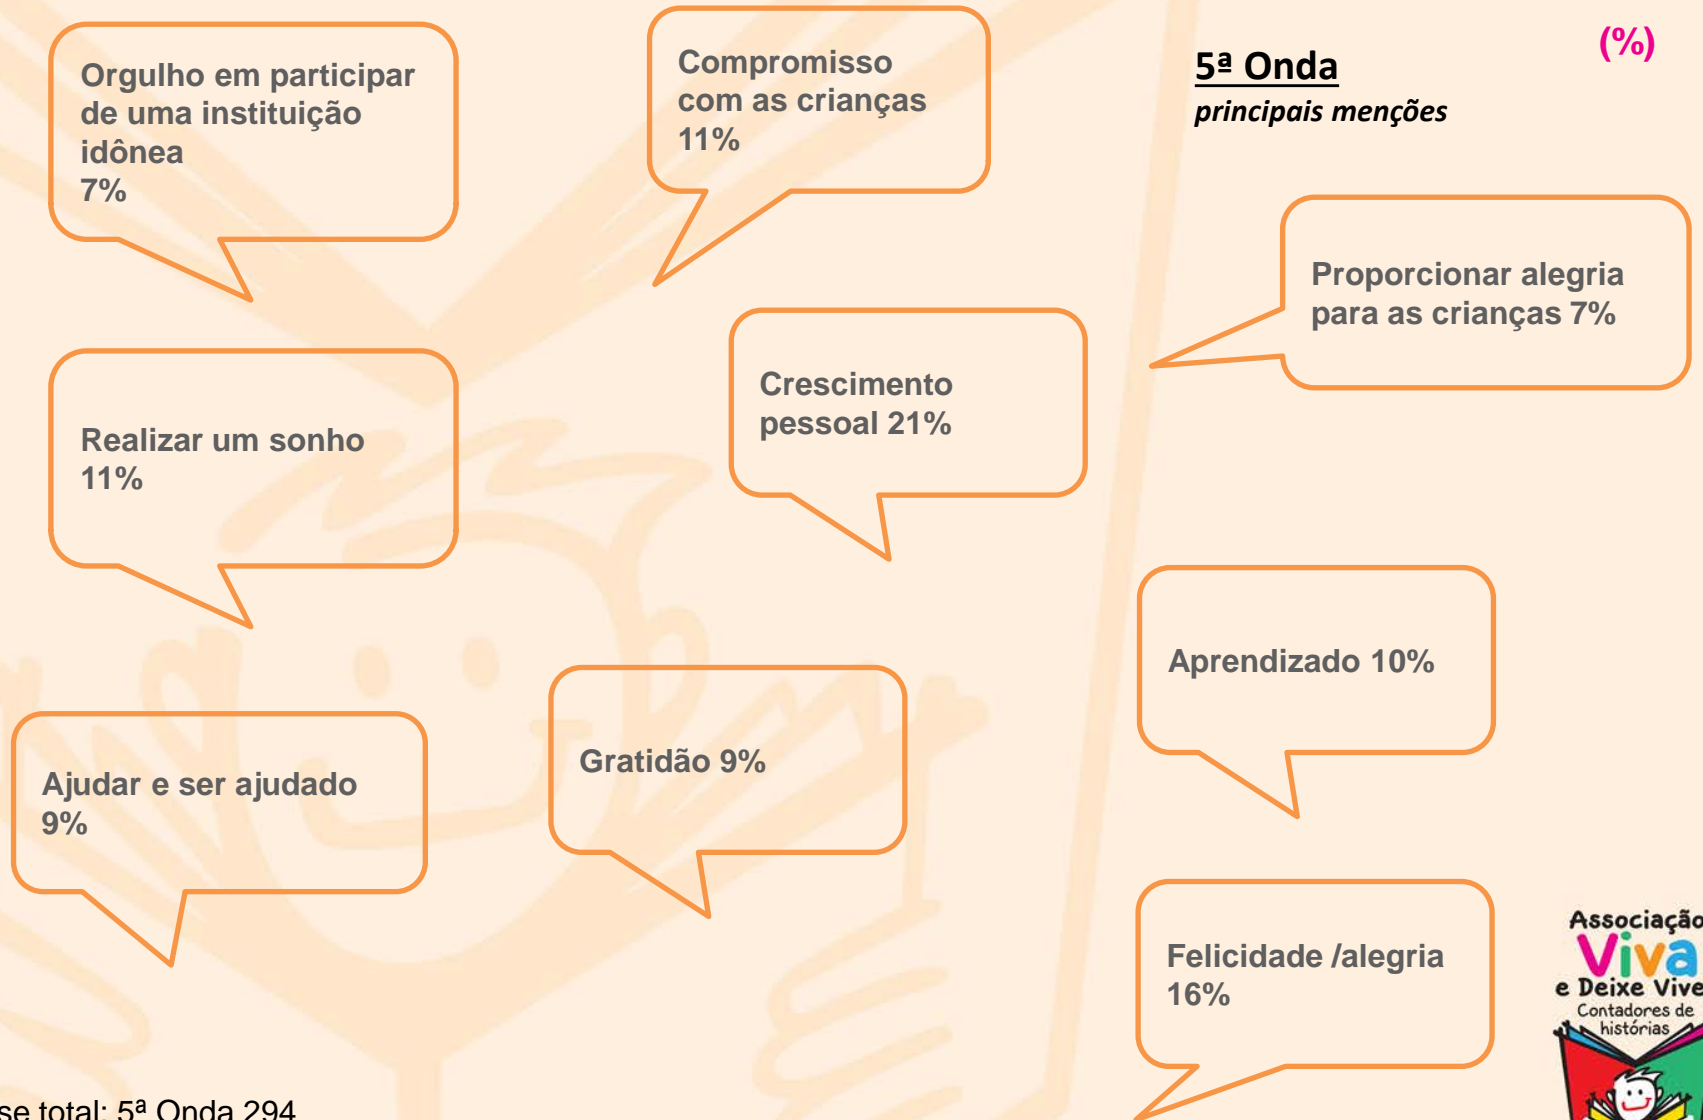 (%)
5ª Onda
principais menções
Orgulho em participar
de uma instituição
idônea
7%
Compromisso
com as crianças
11%
Proporcionar alegria
para as crianças 7%
Realizar um sonho
11%
Crescimento
pessoal 21%
Aprendizado 10%
Ajudar e ser ajudado
9%
Gratidão 9%
Felicidade /alegria
16%
Associação
Viva
e Deixe Vive
Contadores de
histórias
se total: 5ª Onda 294